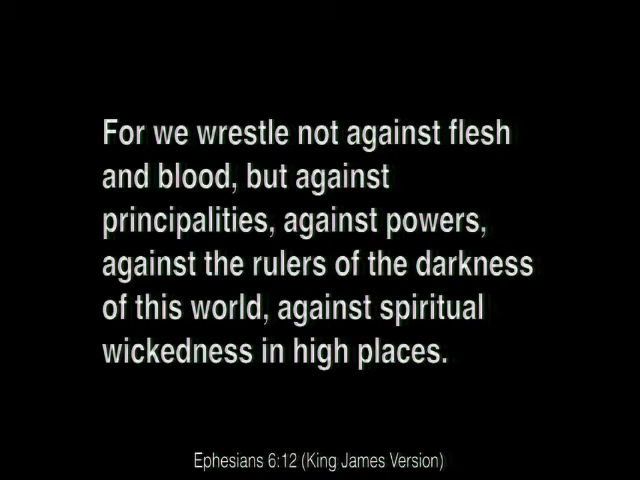 For we wrestle not against flesh
and blood, but against
principalities, against powers,
against the rulers of the darkness
of this world, against spiritual
wickedness in high places.
Ephesians 6:12 (King James Version)